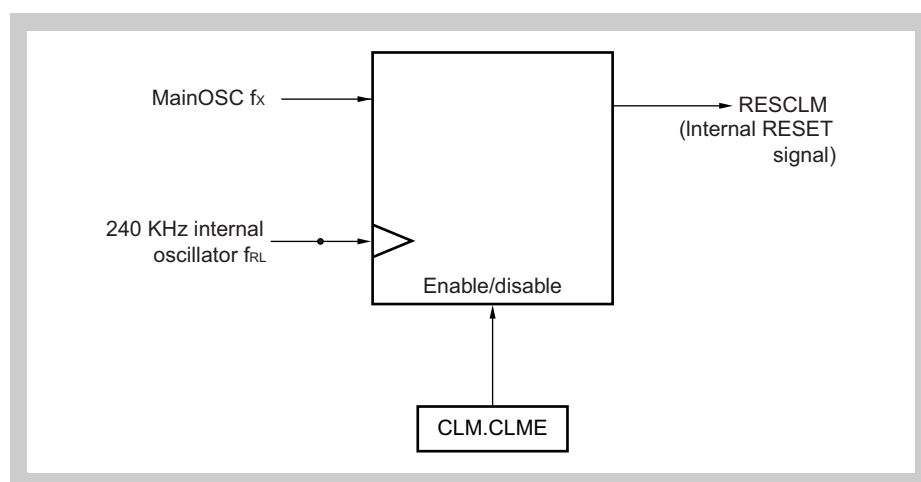 MainOSC fX
RESCLM
(Internal RESET
signal)
240 KHz internal
oscillator fRL
Enable/disable
CLM.CLME